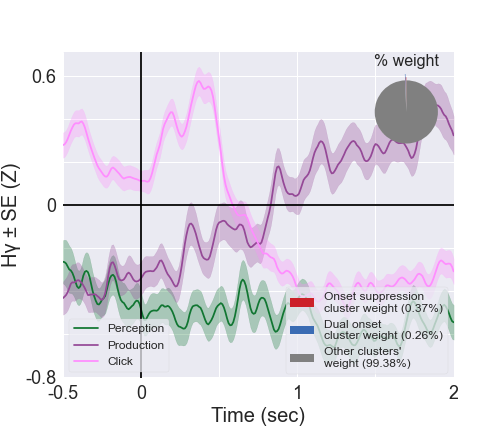 % weight
0.6
0
-0.8
Hγ ± SE (Z)
Perception
Production
Click
Onset suppression
cluster weight (0.37%)
Dual onset
cluster weight (0.26%)
Other clusters'
weight (99.38%)
-0.5 0 1 2
Time (sec)